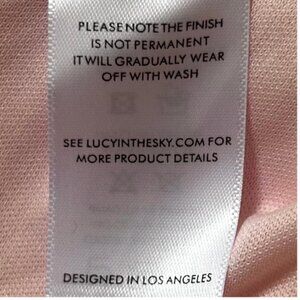 PLEASE NOTE THE FINISH
IS NOT PERMANENT
IT WILL GRADUALLY WEAR
OFF WITH WASH
SEE LUCYINTHESKY.COM FOR
MORE PRODUCT DETAILS
DESIGNED IN LOS ANGELES